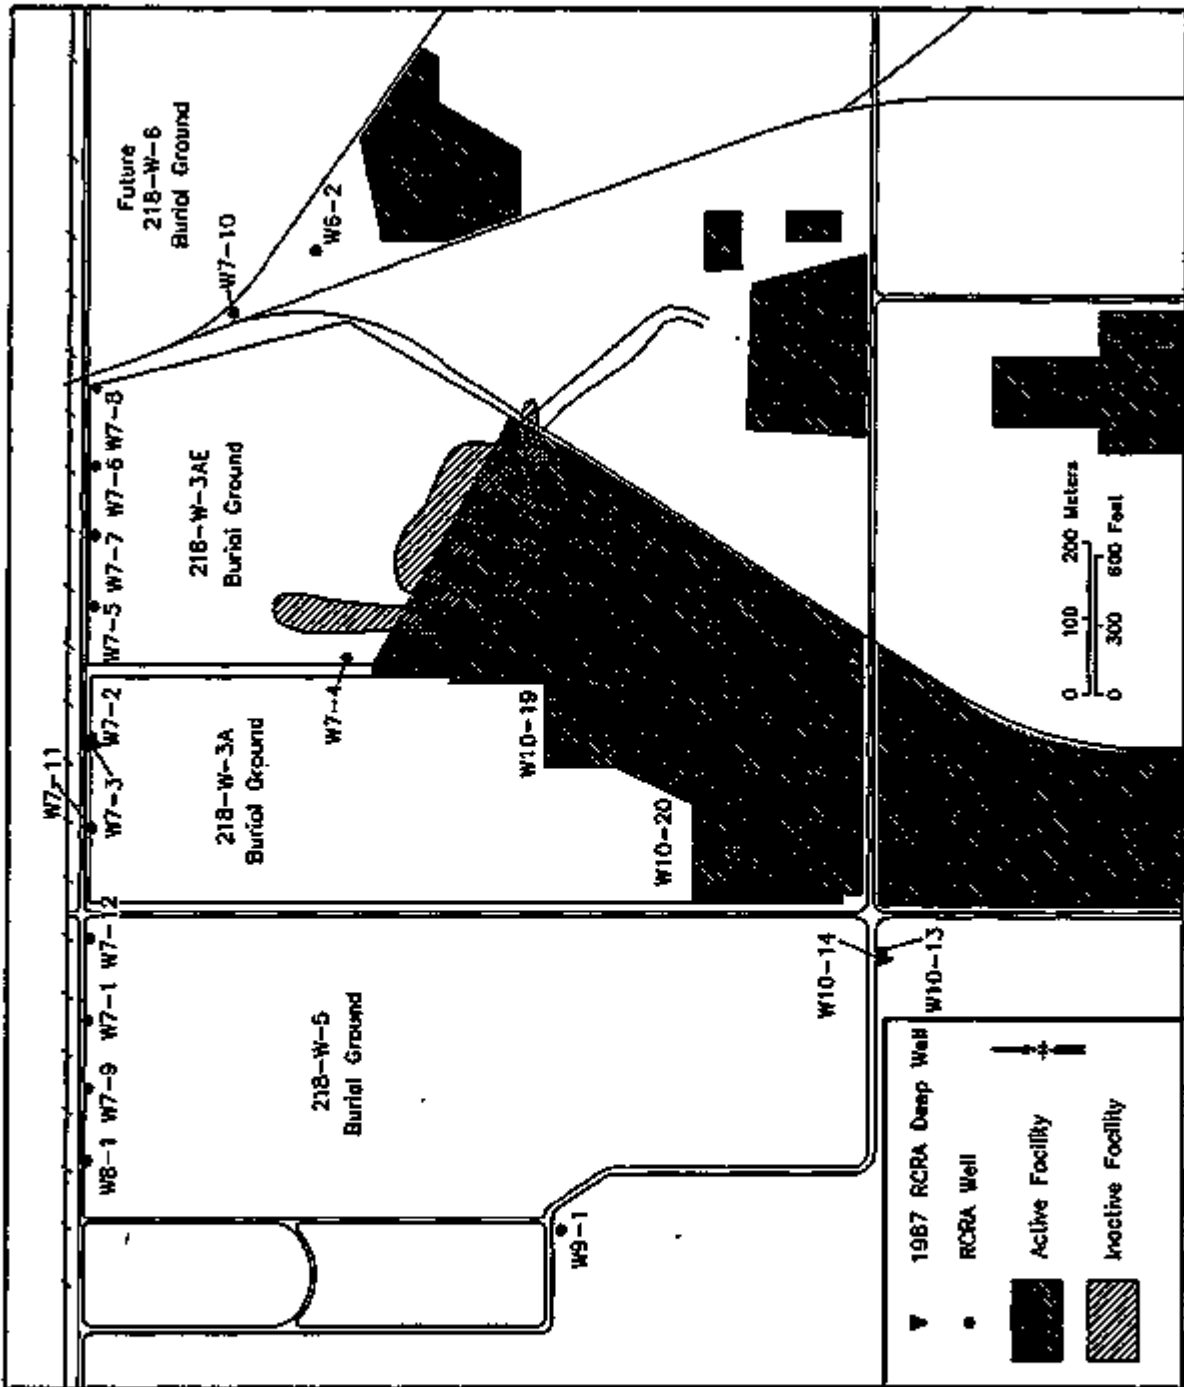 Future
218-W-6
Burial Ground
W7-10
W6-2
W7-8
W7-6
W7-7
W7-5
218-W-3AE
Burial Ground
W7-4
W7-11
W7-2
W7-3
218-W-3A
Burial Ground
W10-19
W10-20
W7-12
W7-1
W7-9
W8-1
218-W-5
Burial Ground
W9-1
W10-14
W10-13
0 100 200 Meters
0 300 600 Feet
1987 RCRA Deep Well
RCRA Well
Active Facility
Inactive Facility